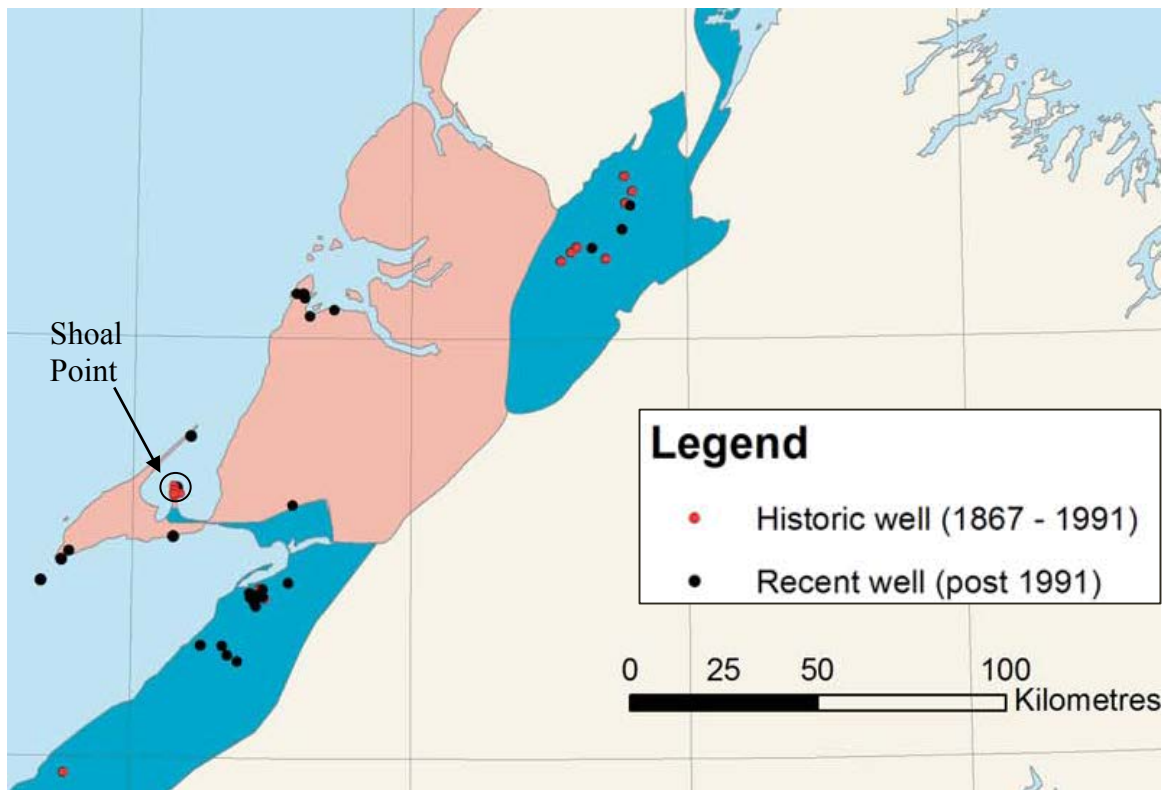 Shoal
Point
Legend
Historic well (1867 - 1991)
Recent well (post 1991)
0 25 50 100
Kilometres